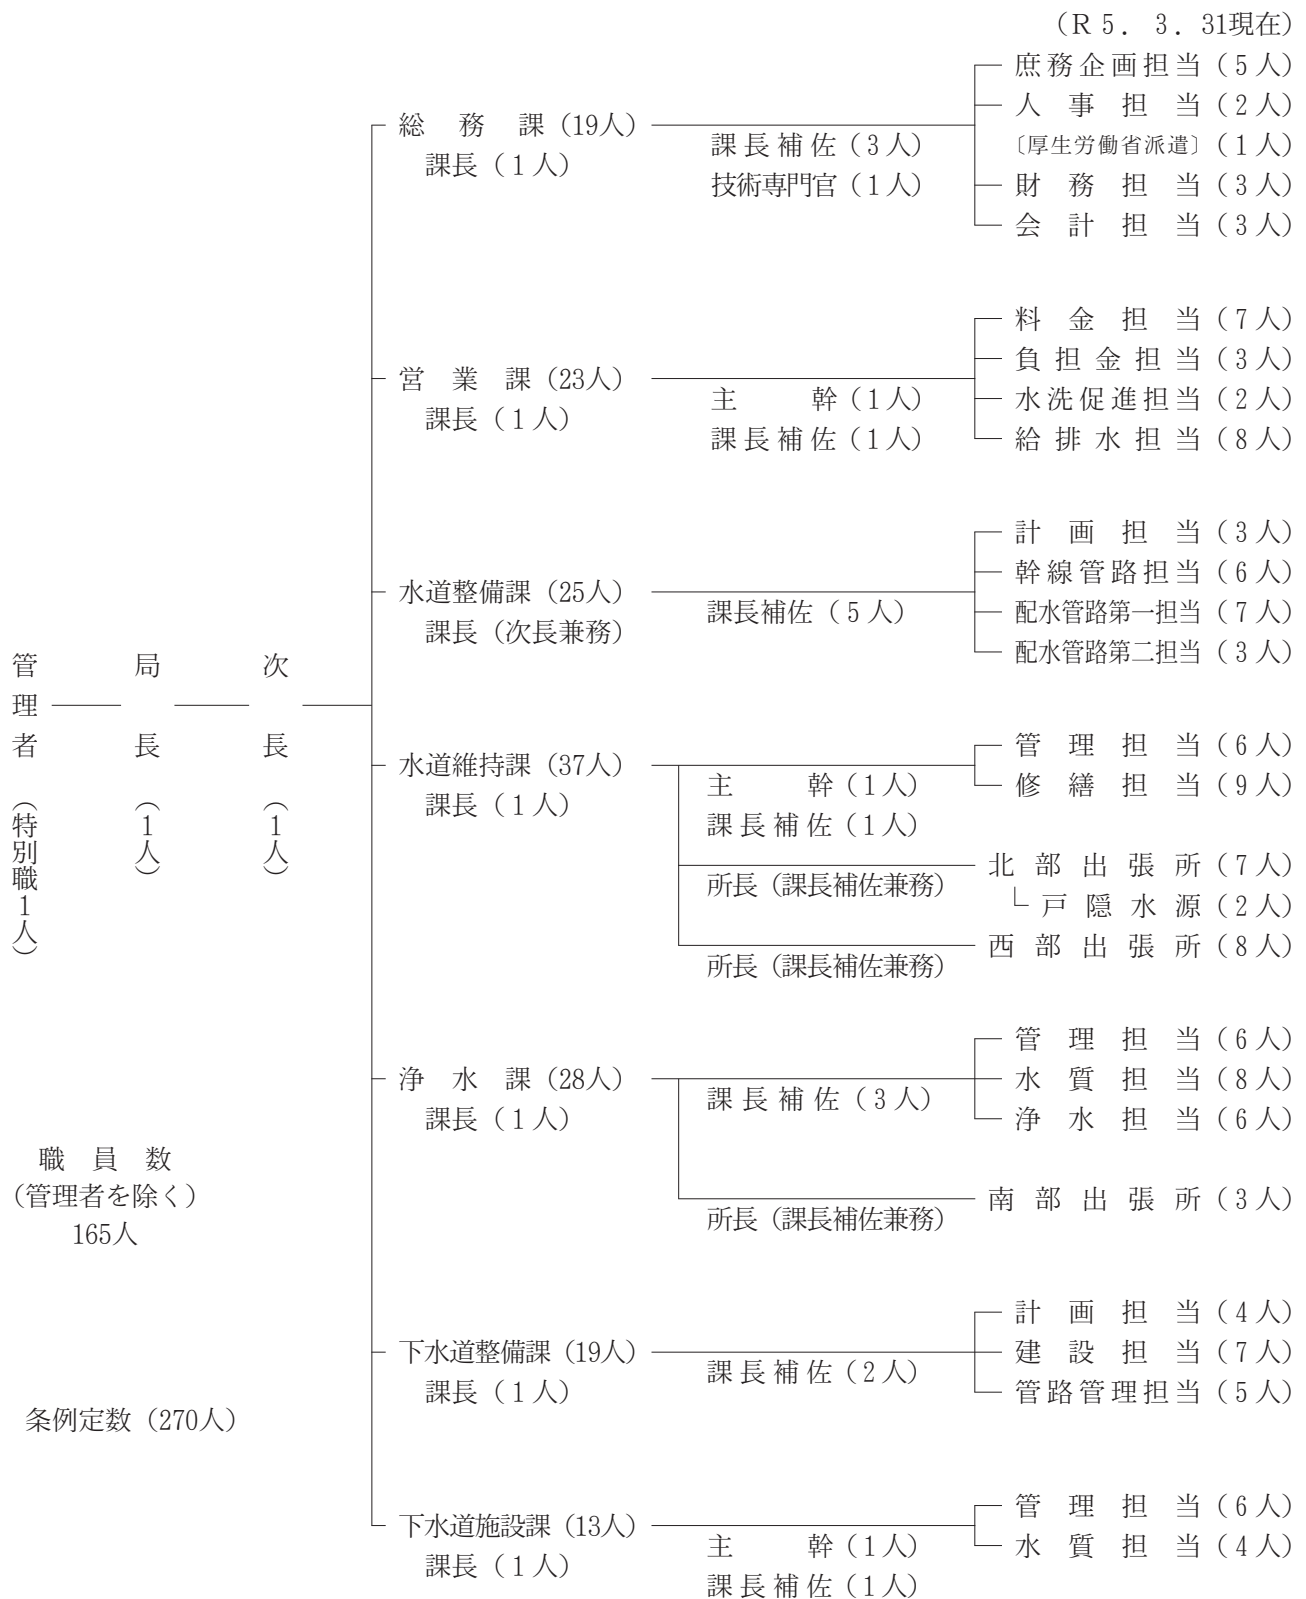 （Ｒ５．３．31現在）
管理者（特別職１人）
局長（１人）
次長（１人）
総務課（19人）
課長（１人）
課長補佐（３人）
技術専門官（１人）
庶務企画担当（５人）
人事担当（２人）
〔厚生労働省派遣〕（１人）
財務担当（３人）
会計担当（３人）
営業課（23人）
課長（１人）
主幹（１人）
課長補佐（１人）
料金担当（７人）
負担金担当（３人）
水洗促進担当（２人）
給排水担当（８人）
水道整備課（25人）
課長（次長兼務）
課長補佐（５人）
計画担当（３人）
幹線管路担当（６人）
配水管路第一担当（７人）
配水管路第二担当（３人）
水道維持課（37人）
課長（１人）
主幹（１人）
課長補佐（１人）
管理担当（６人）
修繕担当（９人）
所長（課長補佐兼務）
北部出張所（７人）
戸隠水源（２人）
所長（課長補佐兼務）
西部出張所（８人）
浄水課（28人）
課長（１人）
課長補佐（３人）
管理担当（６人）
水質担当（８人）
浄水担当（６人）
所長（課長補佐兼務）
南部出張所（３人）
下水道整備課（19人）
課長（１人）
課長補佐（２人）
計画担当（４人）
建設担当（７人）
管路管理担当（５人）
下水道施設課（13人）
課長（１人）
主幹（１人）
課長補佐（１人）
管理担当（６人）
水質担当（４人）
職員数
（管理者を除く）
165人
条例定数（270人）